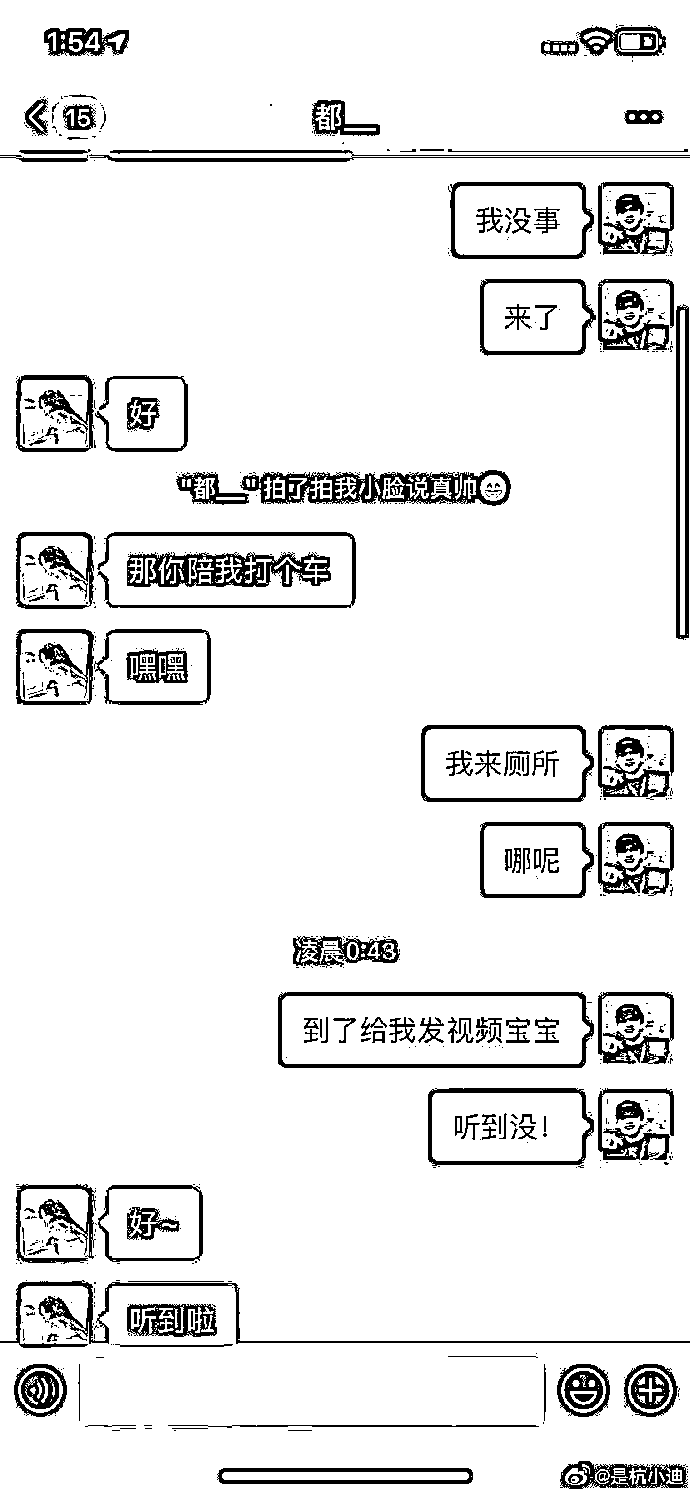 1:54
15
都__
我没事
来了
好
"都__" 拍了拍我小脸说真帅😁
那你陪我打个车
嘿嘿
我来厕所
哪呢
凌晨0:43
到了给我发视频宝宝
听到没！
好~
听到啦
@是杭小迪